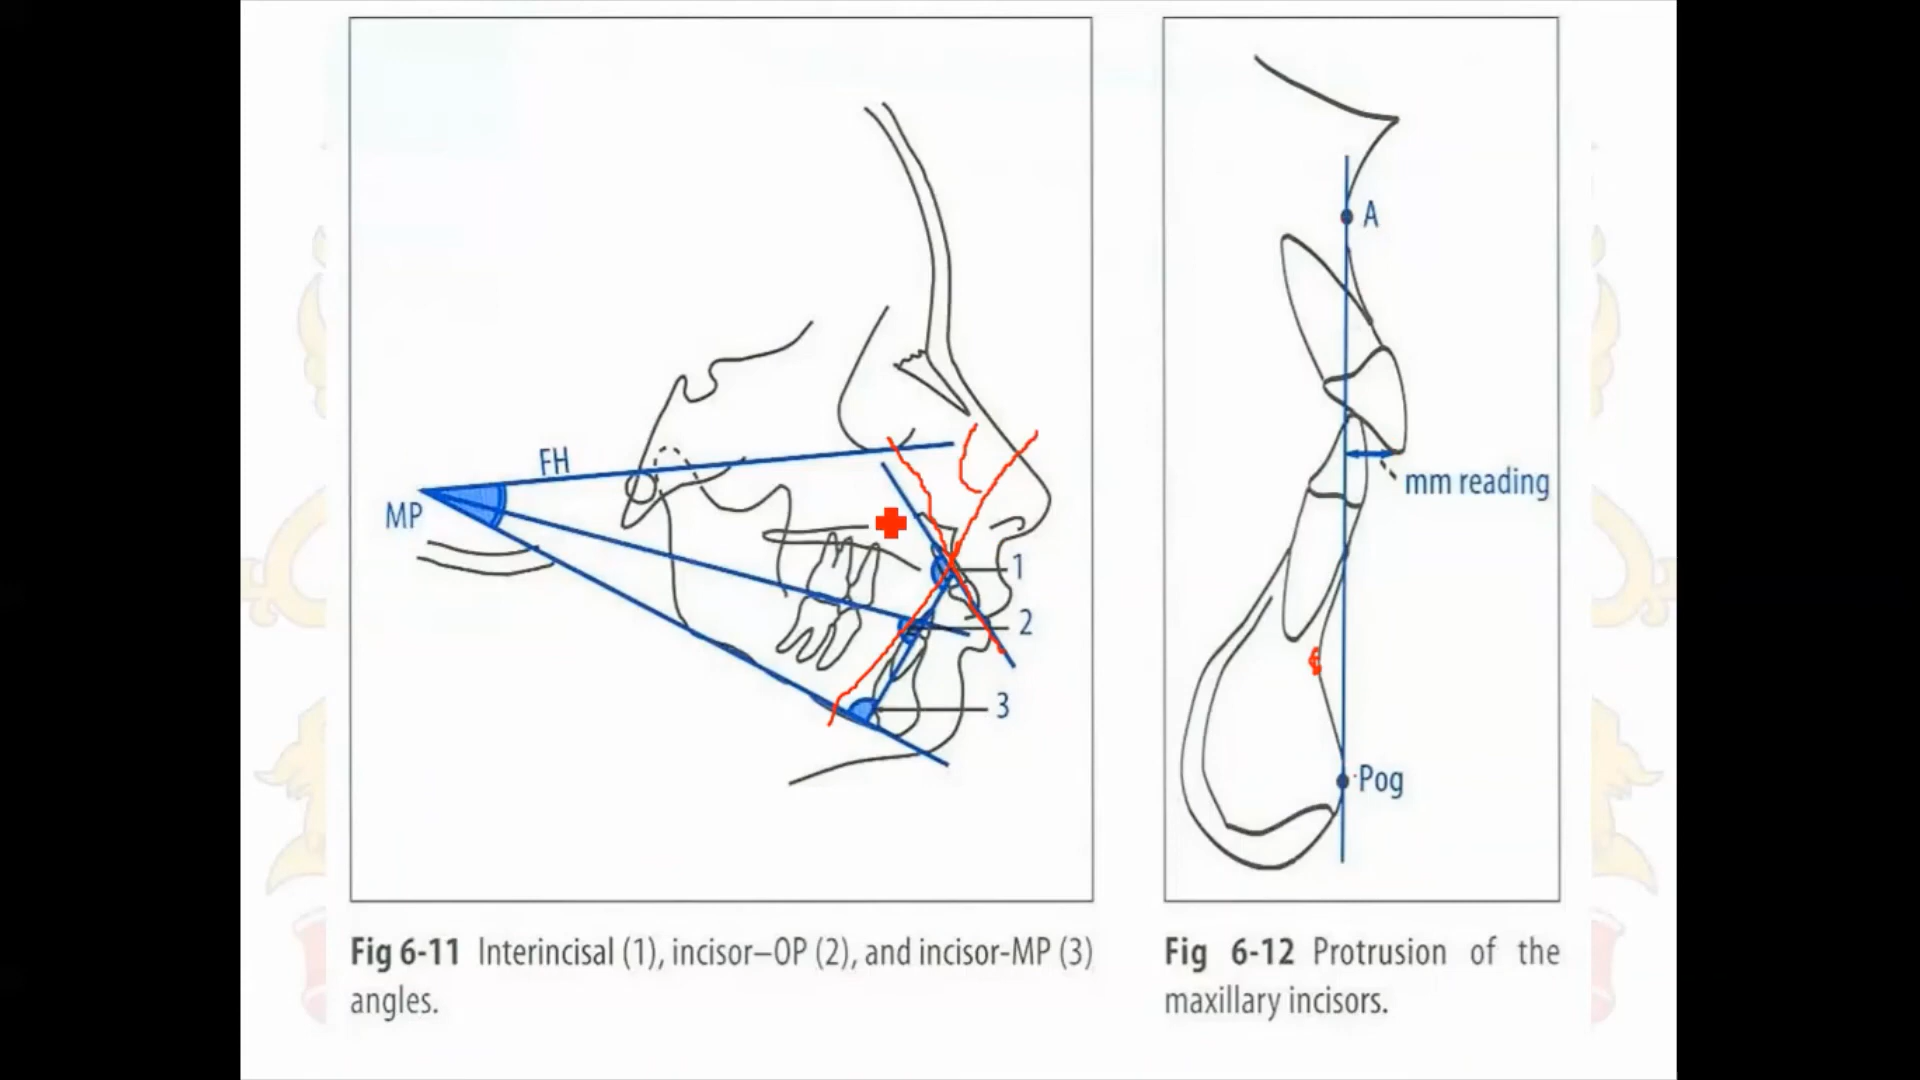 FH
MP
1
2
3
A
mm reading
Pog
Fig 6-11 Interincisal (1), incisor–OP (2), and incisor-MP (3)
angles.
Fig 6-12 Protrusion of the
maxillary incisors.